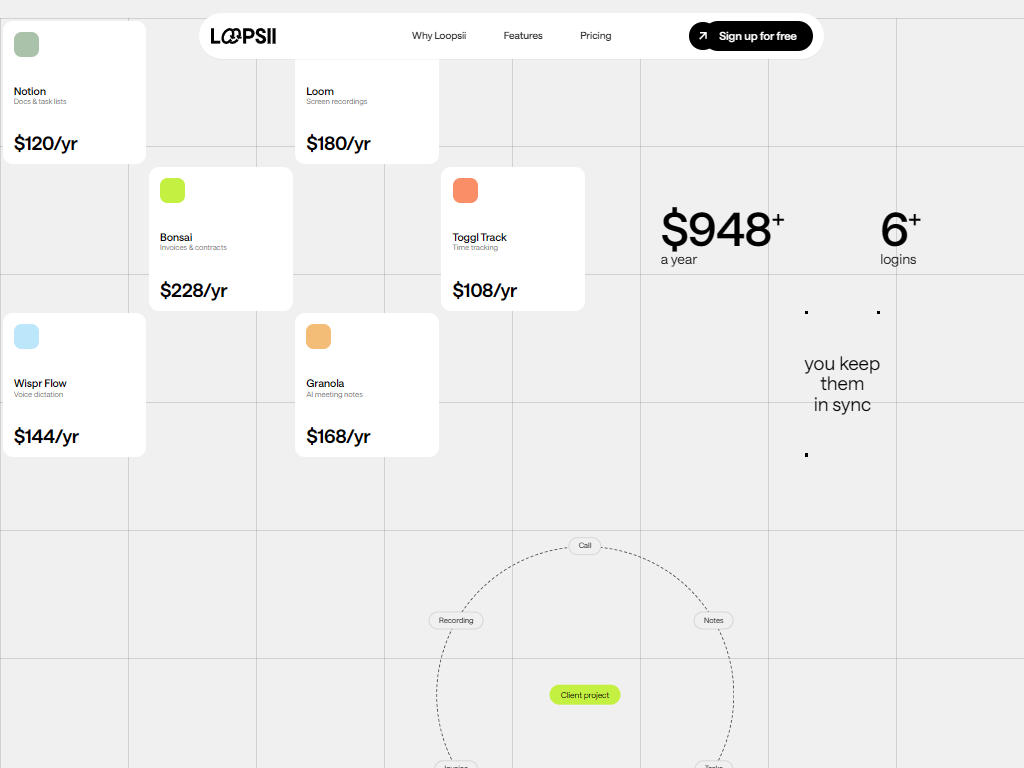 LOOPSII
Why Loopsii
Features
Pricing
Sign up for free
Notion
Docs & task lists
$120/yr
Loom
Screen recordings
$180/yr
Bonsai
Invoices & contracts
$228/yr
Toggl Track
Time tracking
$108/yr
$948+
a year
6+
logins
Wispr Flow
Voice dictation
$144/yr
Granola
AI meeting notes
$168/yr
you keep
them
in sync
Call
Recording
Notes
Client project
Invoice
Tasks